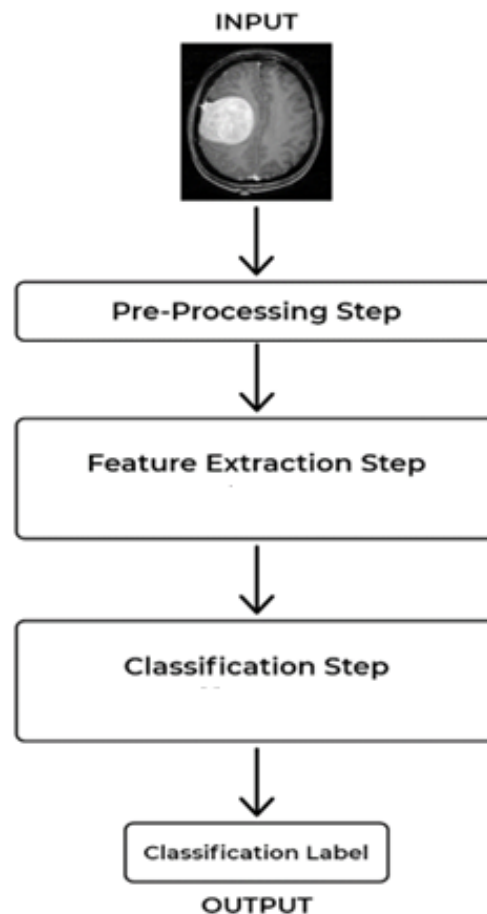 INPUT
Pre-Processing Step
Feature Extraction Step
Classification Step
Classification Label
OUTPUT